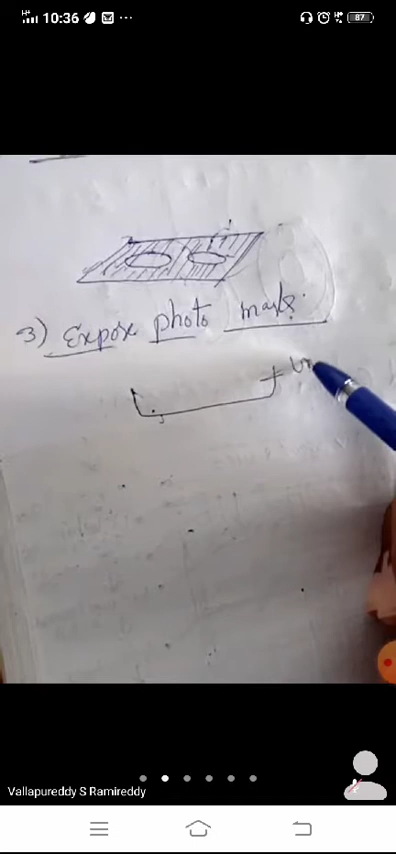 H+ 10:36 ... 87
3) Expose photo mask.
Vallapureddy S Ramireddy